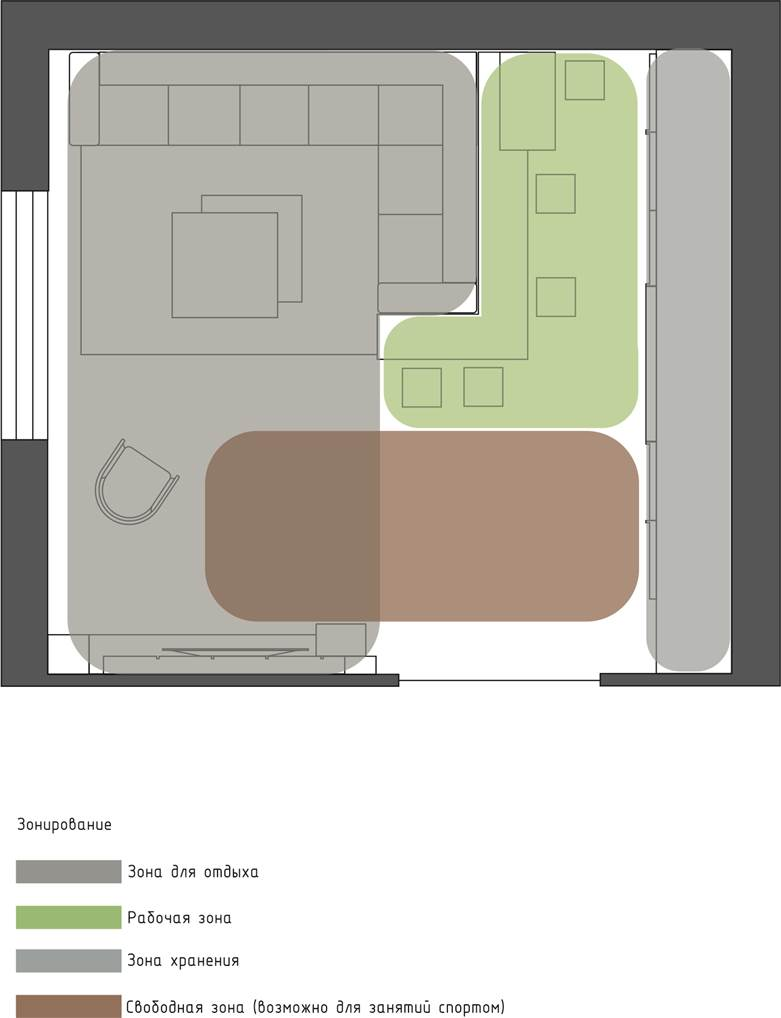 Зонирование
Зона для отдыха
Рабочая зона
Зона хранения
Свободная зона (возможно для занятий спортом)